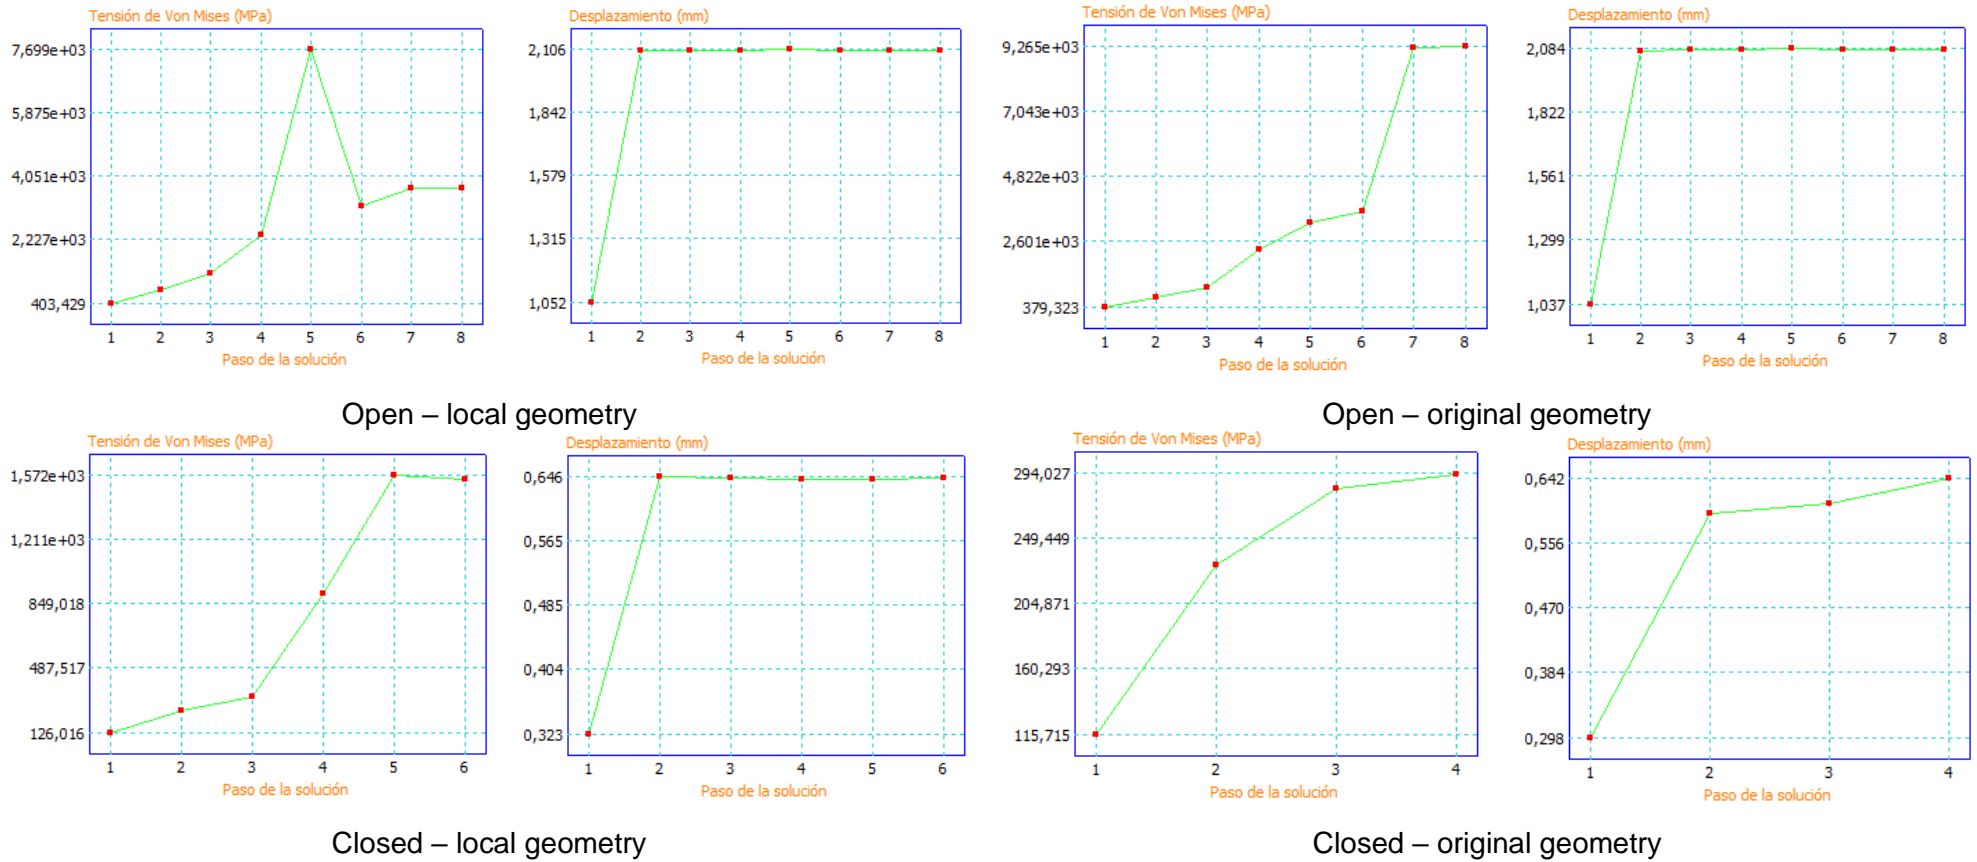 Tensión de Von Mises (MPa)
7,699e+03
5,875e+03
4,051e+03
2,227e+03
403,429
1 2 3 4 5 6 7 8
Paso de la solución
Desplazamiento (mm)
2,106
1,842
1,579
1,315
1,052
1 2 3 4 5 6 7 8
Paso de la solución
Open – local geometry
Tensión de Von Mises (MPa)
9,265e+03
7,043e+03
4,822e+03
2,601e+03
379,323
1 2 3 4 5 6 7 8
Paso de la solución
Desplazamiento (mm)
2,084
1,822
1,561
1,299
1,037
1 2 3 4 5 6 7 8
Paso de la solución
Open – original geometry
Tensión de Von Mises (MPa)
1,572e+03
1,211e+03
849,018
487,517
126,016
1 2 3 4 5 6
Paso de la solución
Desplazamiento (mm)
0,646
0,565
0,485
0,404
0,323
1 2 3 4 5 6
Paso de la solución
Closed – local geometry
Tensión de Von Mises (MPa)
294,027
249,449
204,871
160,293
115,715
1 2 3 4
Paso de la solución
Desplazamiento (mm)
0,642
0,556
0,470
0,384
0,298
1 2 3 4
Paso de la solución
Closed – original geometry